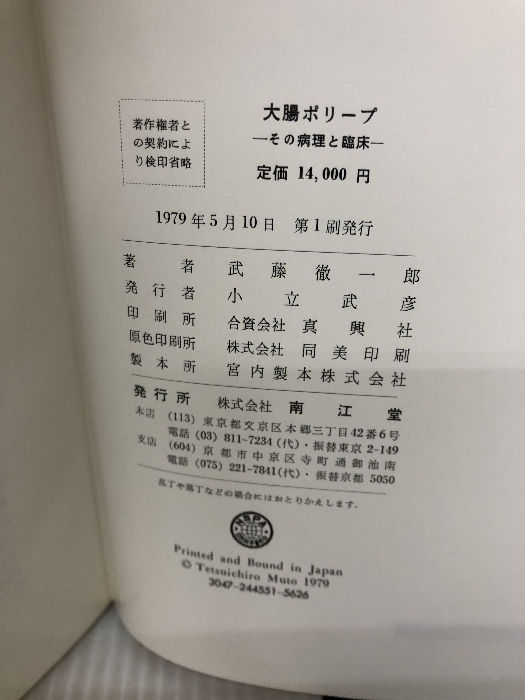 著作権者と
の契約によ
り検印省略
大腸ポリープ
—その病理と臨床—
定価 14,000 円
1979 年 5 月 10 日 第 1 刷発行
著者 武藤徹一郎
発行者 小立武彦
印刷所 合資会社 真興社
原色印刷所 株式会社 同美印刷
製本所 宮内製本株式会社
発行所 株式会社 南江堂
本店 (113) 東京都文京区本郷三丁目42番6号
電話 (03) 811-7234 (代)・振替東京 2-149
支店 (604) 京都市中京区寺町通御池南
電話 (075) 221-7841(代)・振替京都 5050
乱丁や落丁などの場合にはおとりかえします.
NSPA
Printed and Bound in Japan
© Tetsuichiro Muto 1979
3047-244551-5626